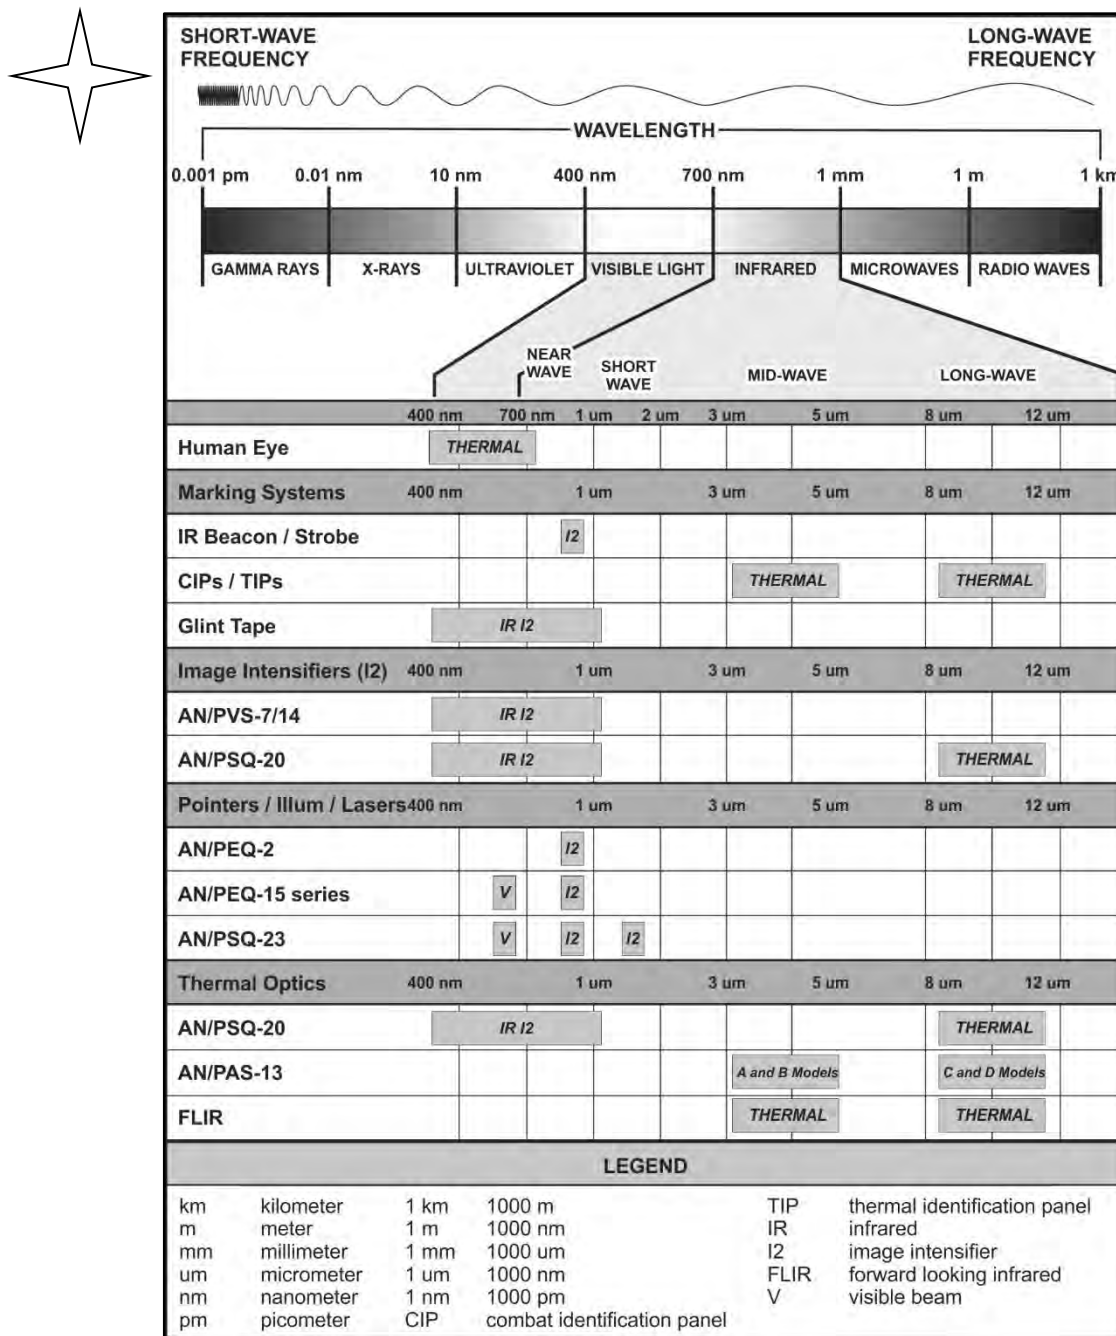 SHORT-WAVE FREQUENCY
LONG-WAVE FREQUENCY
WAVELENGTH
0.001 pm 0.01 nm 10 nm 400 nm 700 nm 1 mm 1 m 1 km
GAMMA RAYS X-RAYS ULTRAVIOLET VISIBLE LIGHT INFRARED MICROWAVES RADIO WAVES
NEAR WAVE SHORT WAVE MID-WAVE LONG-WAVE
400 nm 700 nm 1 um 2 um 3 um 5 um 8 um 12 um
Human Eye THERMAL
Marking Systems 400 nm 1 um 3 um 5 um 8 um 12 um
IR Beacon / Strobe I2
CIPs / TIPs THERMAL THERMAL
Glint Tape IR I2
Image Intensifiers (I2) 400 nm 1 um 3 um 5 um 8 um 12 um
AN/PVS-7/14 IR I2
AN/PSQ-20 IR I2 THERMAL
Pointers / Illum / Lasers 400 nm 1 um 3 um 5 um 8 um 12 um
AN/PEQ-2 I2
AN/PEQ-15 series V I2
AN/PSQ-23 V I2 I2
Thermal Optics 400 nm 1 um 3 um 5 um 8 um 12 um
AN/PSQ-20 IR I2 THERMAL
AN/PAS-13 A and B Models C and D Models
FLIR THERMAL THERMAL
LEGEND
km kilometer 1 km 1000 m TIP thermal identification panel
m meter 1 m 1000 nm IR infrared
mm millimeter 1 mm 1000 um I2 image intensifier
um micrometer 1 um 1000 nm FLIR forward looking infrared
nm nanometer 1 nm 1000 pm V visible beam
pm picometer CIP combat identification panel